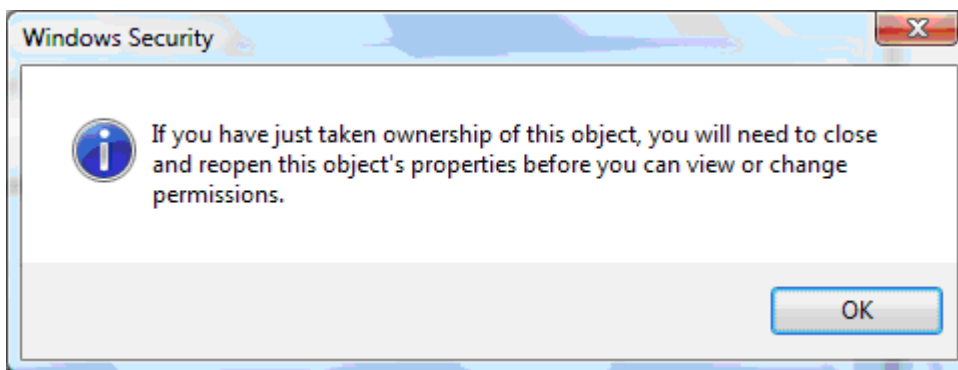 Windows Security
If you have just taken ownership of this object, you will need to close
and reopen this object's properties before you can view or change
permissions.
OK